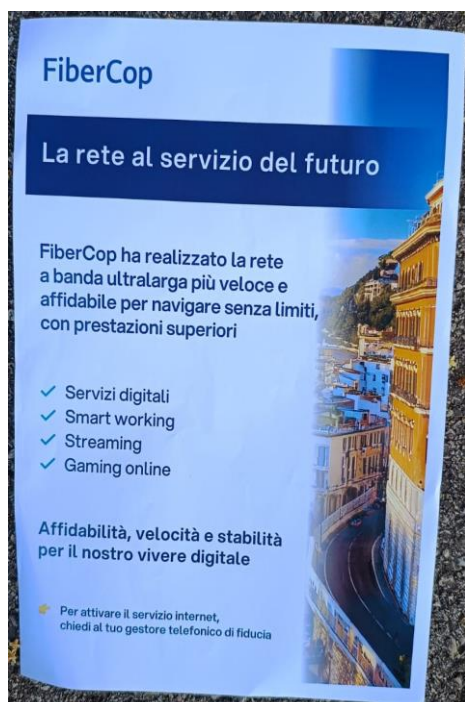 FiberCop
La rete al servizio del futuro
FiberCop ha realizzato la rete
a banda ultralarga più veloce e
affidabile per navigare senza limiti,
con prestazioni superiori
Servizi digitali
Smart working
Streaming
Gaming online
Affidabilità, velocità e stabilità
per il nostro vivere digitale
Per attivare il servizio internet,
chiedi al tuo gestore telefonico di fiducia